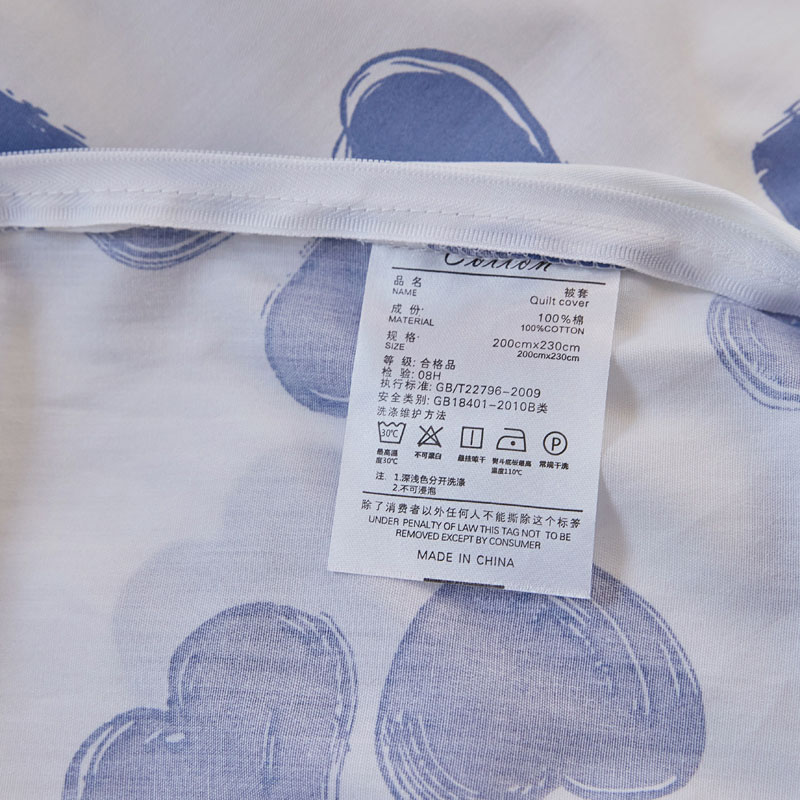 Cotton
品 名 被套
NAME Quilt cover
成 份: 100%棉
MATERIAL 100%COTTON
规 格: 200cmx230cm
SIZE 200cmx230cm
等 级: 合格品
检 验: 08H
执行标准: GB/T22796-2009
安全类别: GB18401-2010B类
洗涤维护方法
30℃ P
最高温 不可漂白 悬挂晾干 熨斗底板最高 常规干洗
度30℃ 温度110℃
注. 1.深浅色分开洗涤
2.不可浸泡
除了消费者以外任何人不能撕除这个标签
UNDER PENALTY OF LAW THIS TAG NOT TO BE
REMOVED EXCEPT BY CONSUMER
MADE IN CHINA